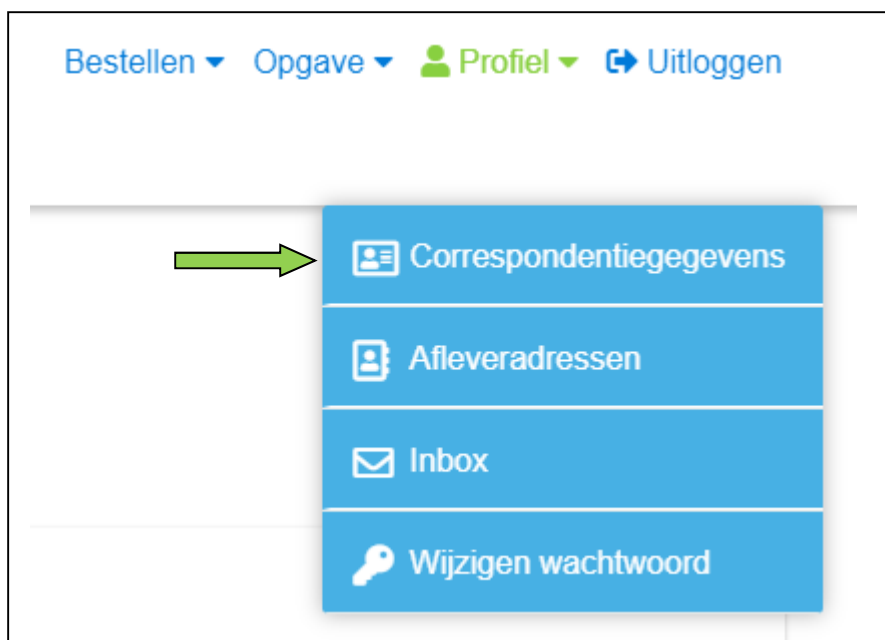 Bestellen Opgave Profiel Uitloggen
Correspondentiegegevens
Afleveradressen
Inbox
Wijzigen wachtwoord